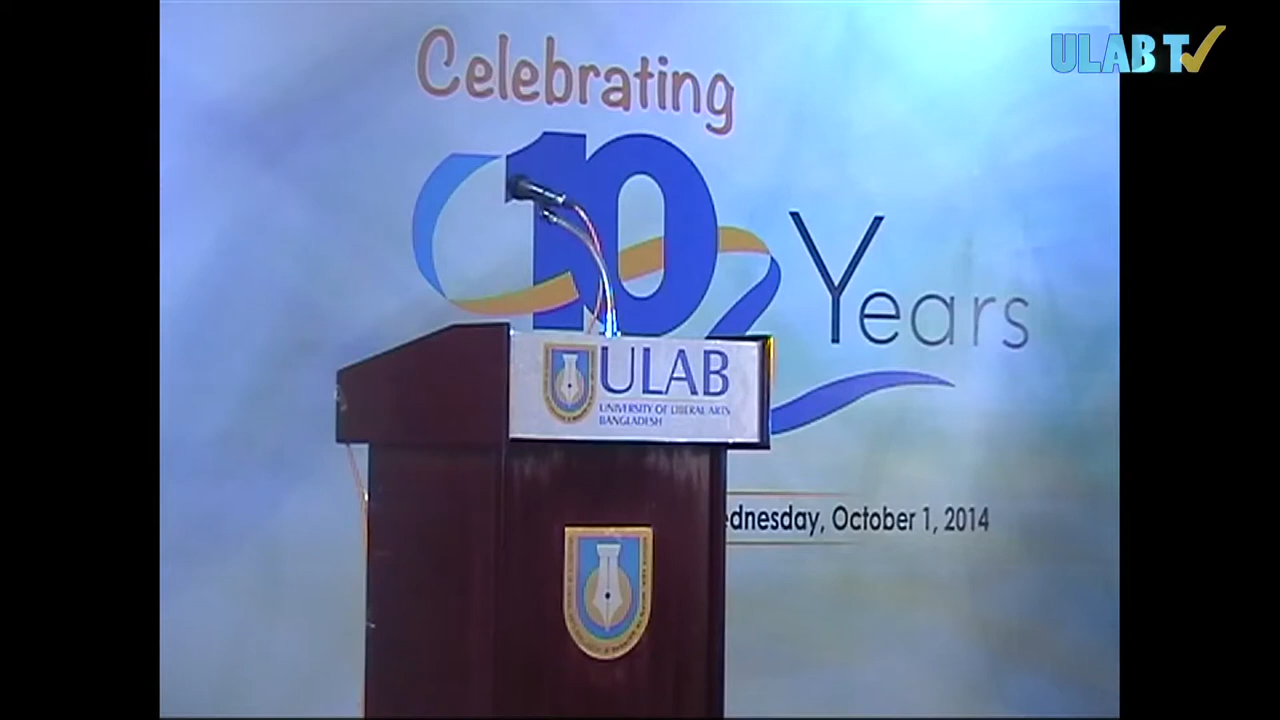 ULAB TV
Celebrating
10
Years
ULAB
UNIVERSITY OF LIBERAL ARTS
BANGLADESH
ednesday, October 1, 2014